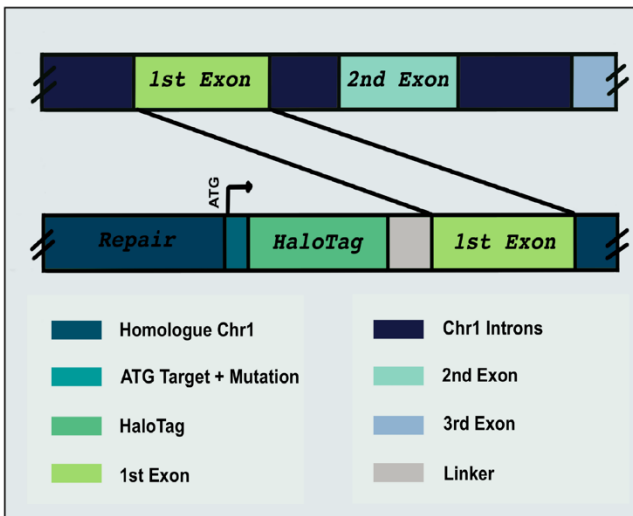 1st Exon 2nd Exon
ATG
Repair HaloTag 1st Exon
Homologue Chr1 Chr1 Introns
ATG Target + Mutation 2nd Exon
HaloTag 3rd Exon
1st Exon Linker